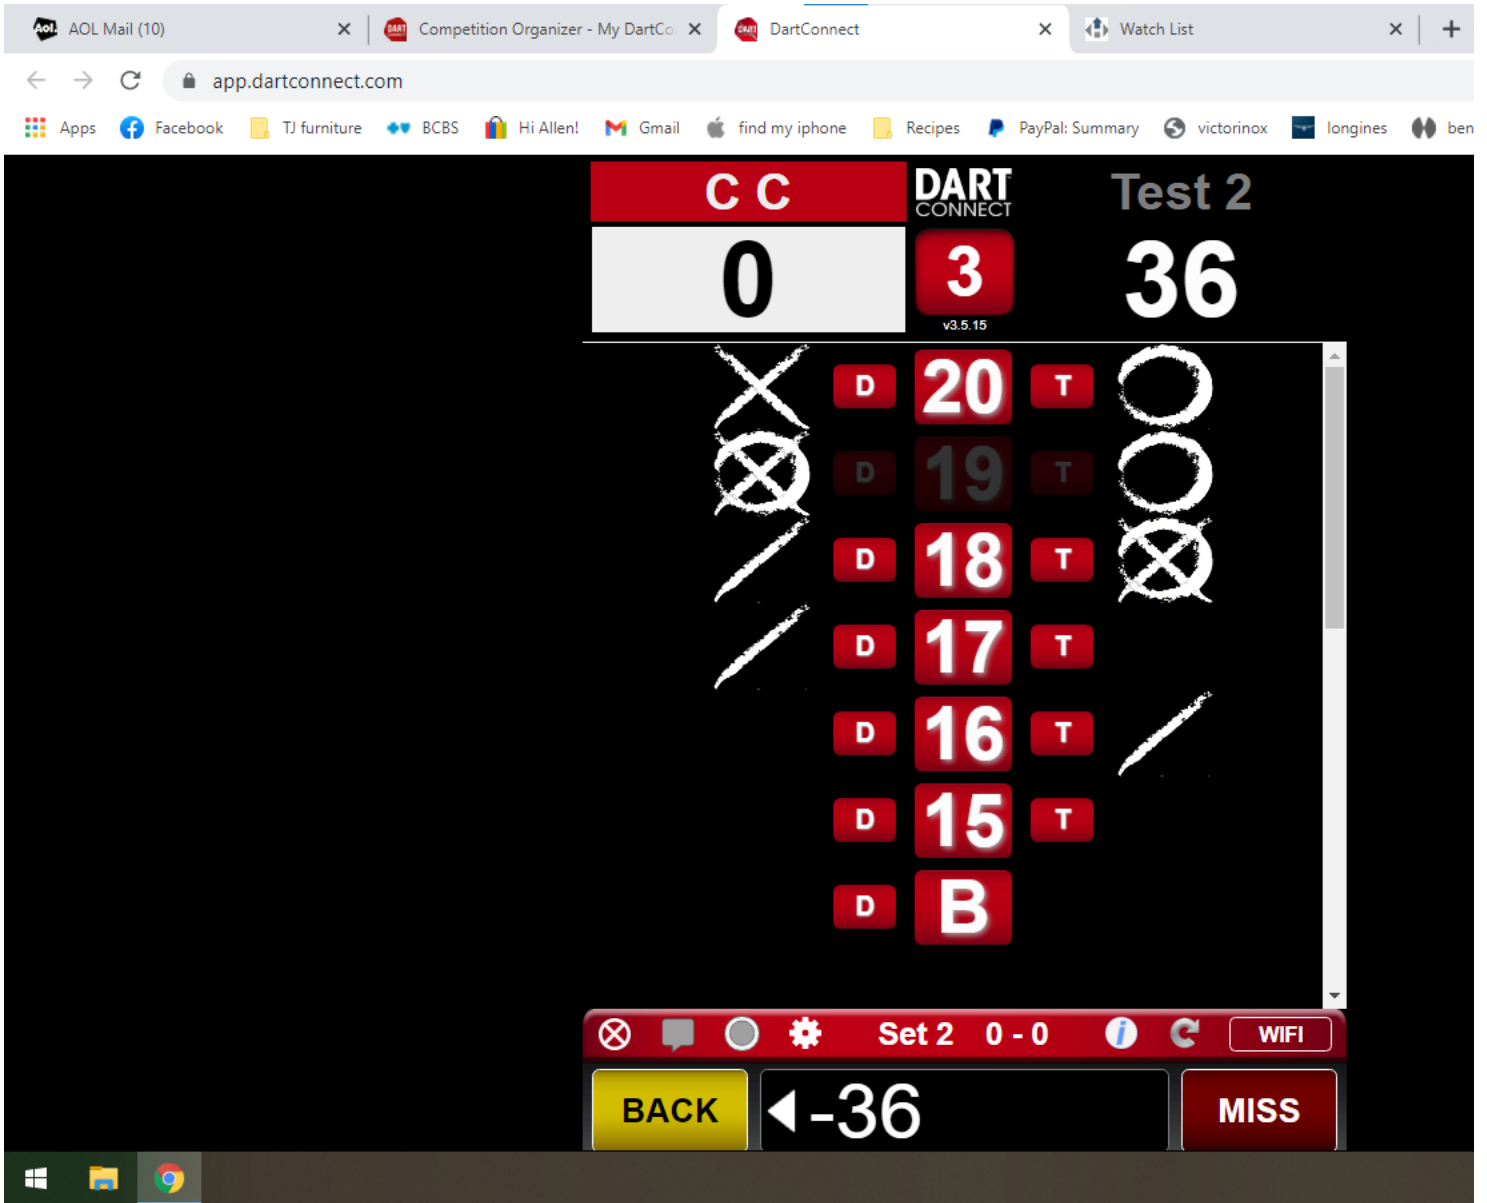 Aol. AOL Mail (10) Competition Organizer - My DartCo DartConnect Watch List
app.dartconnect.com
Apps Facebook TJ furniture BCBS Hi Allen! Gmail find my iphone Recipes PayPal: Summary victorinox longines ben
C C DART CONNECT Test 2
0 3 36
v3.5.15
D 20 T
D 19 T
D 18 T
D 17 T
D 16 T
D 15 T
D B
Set 2 0 - 0 i WIFI
BACK -36 MISS